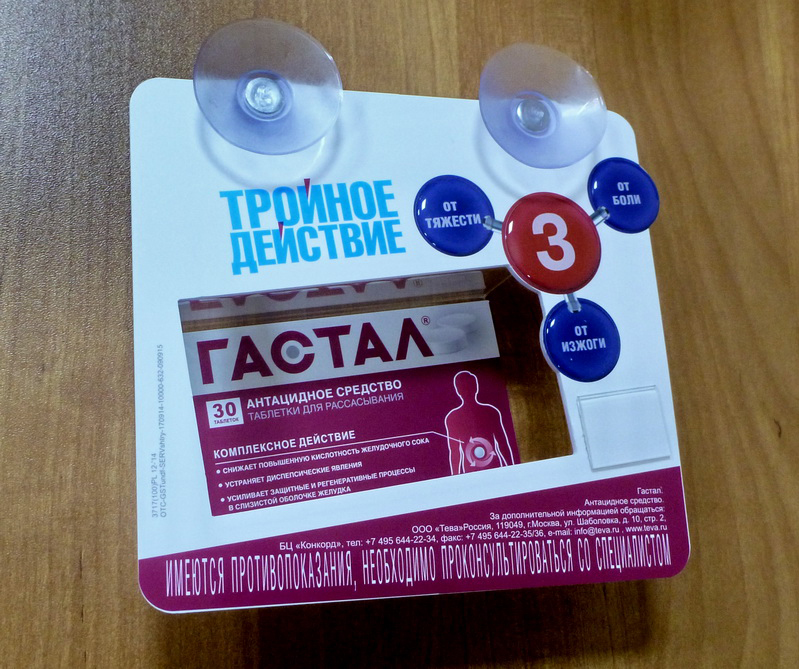 ТРОЙНОЕ
ДЕЙСТВИЕ
ОТ
ТЯЖЕСТИ
3
ОТ
БОЛИ
ОТ
ИЗЖОГИ
ГАСТАЛ®
30
ТАБЛЕТОК
АНТАЦИДНОЕ СРЕДСТВО
ТАБЛЕТКИ ДЛЯ РАССАСЫВАНИЯ
КОМПЛЕКСНОЕ ДЕЙСТВИЕ
• СНИЖАЕТ ПОВЫШЕННУЮ КИСЛОТНОСТЬ ЖЕЛУДОЧНОГО СОКА
• УСТРАНЯЕТ ДИСПЕПСИЧЕСКИЕ ЯВЛЕНИЯ
• УСИЛИВАЕТ ЗАЩИТНЫЕ И РЕГЕНЕРАТИВНЫЕ ПРОЦЕССЫ
В СЛИЗИСТОЙ ОБОЛОЧКЕ ЖЕЛУДКА
Гастал.
Антацидное средство.
За дополнительной информацией обращаться:
ООО «Тева»Россия, 119049, г.Москва, ул. Шаболовка, д. 10, стр. 2,
БЦ «Конкорд», тел: +7 495 644-22-34, факс: +7 495 644-22-35/36, e-mail: info@teva.ru . www.teva.ru
ИМЕЮТСЯ ПРОТИВОПОКАЗАНИЯ, НЕОБХОДИМО ПРОКОНСУЛЬТИРОВАТЬСЯ СО СПЕЦИАЛИСТОМ